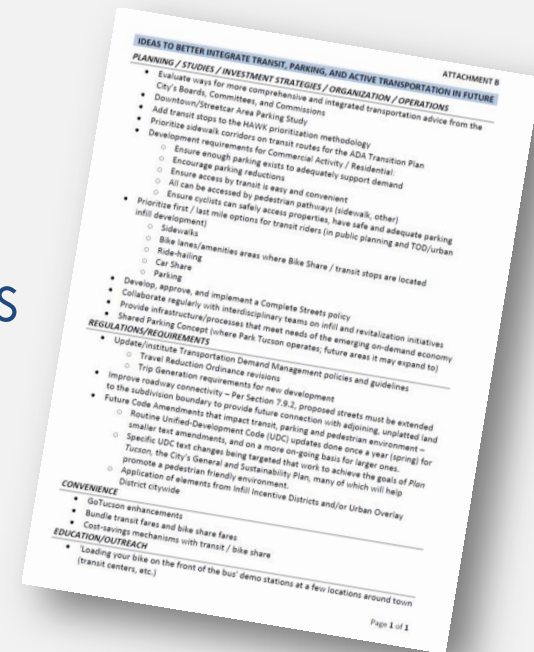 ATTACHMENT B
IDEAS TO BETTER INTEGRATE TRANSIT, PARKING, AND ACTIVE TRANSPORTATION IN FUTURE
PLANNING / STUDIES / INVESTMENT STRATEGIES / ORGANIZATION / OPERATIONS
• Evaluate ways for more comprehensive and integrated transportation advice from the
City's Boards, Committees, and Commissions
• Downtown/Streetcar Area Parking Study
• Add transit stops to the HAWK prioritization methodology
• Prioritize sidewalk corridors on transit routes for the ADA Transition Plan
• Development requirements for Commercial Activity / Residential:
○ Ensure enough parking exists to adequately support demand
○ Encourage parking reductions
○ Ensure access by transit is easy and convenient
○ All can be accessed by pedestrian pathways (sidewalk, other)
○ Ensure cyclists can safely access properties, have safe and adequate parking
• Prioritize first / last mile options for transit riders (in public planning and TOD/urban
infill development)
○ Sidewalks
○ Bike lanes/amenities areas where Bike Share / transit stops are located
○ Ride-hailing
○ Car Share
○ Parking
• Develop, approve, and implement a Complete Streets policy
• Collaborate regularly with interdisciplinary teams on infill and revitalization initiatives
• Provide infrastructure/processes that meet needs of the emerging on-demand economy
• Shared Parking Concept (where Park Tucson operates; future areas it may expand to)
REGULATIONS/REQUIREMENTS
• Update/institute Transportation Demand Management policies and guidelines
○ Travel Reduction Ordinance revisions
○ Trip Generation requirements for new development
• Improve roadway connectivity – Per Section 7.9.2, proposed streets must be extended
to the subdivision boundary to provide future connection with adjoining, unplatted land
• Future Code Amendments that impact transit, parking and pedestrian environment –
○ Routine Unified-Development Code (UDC) updates done once a year (spring) for
smaller text amendments, and on a more on-going basis for larger ones.
○ Specific UDC text changes being targeted that work to achieve the goals of Plan
Tucson, the City's General and Sustainability Plan, many of which will help
promote a pedestrian friendly environment.
○ Application of elements from Infill Incentive Districts and/or Urban Overlay
District citywide
CONVENIENCE
• GoTucson enhancements
• Bundle transit fares and bike share fares
• Cost-savings mechanisms with transit / bike share
EDUCATION/OUTREACH
• 'Loading your bike on the front of the bus' demo stations at a few locations around town
(transit centers, etc.)
Page 1 of 1
S